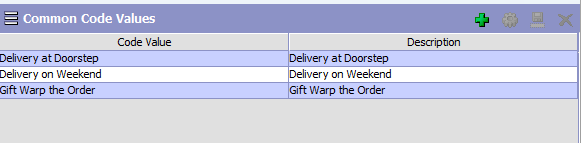 Common Code Values
Code Value Description
Delivery at Doorstep Delivery at Doorstep
Delivery on Weekend Delivery on Weekend
Gift Warp the Order Gift Warp the Order